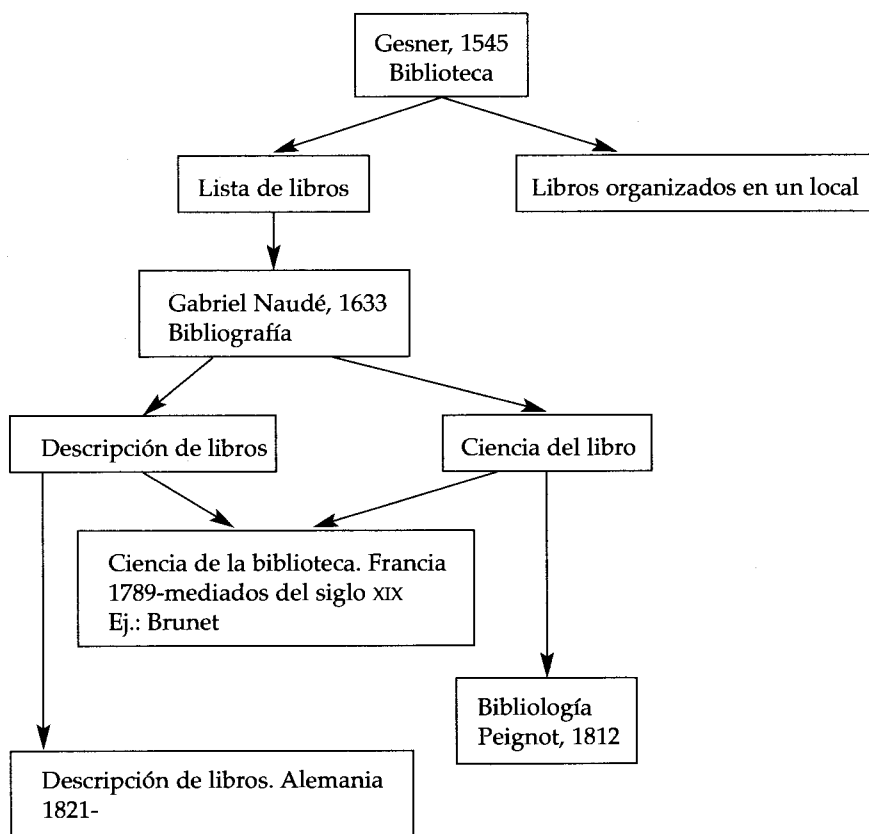 Gesner, 1545
Biblioteca
Lista de libros
Libros organizados en un local
Gabriel Naudé, 1633
Bibliografía
Descripción de libros
Ciencia del libro
Ciencia de la biblioteca. Francia
1789-mediados del siglo XIX
Ej.: Brunet
Bibliología
Peignot, 1812
Descripción de libros. Alemania
1821-